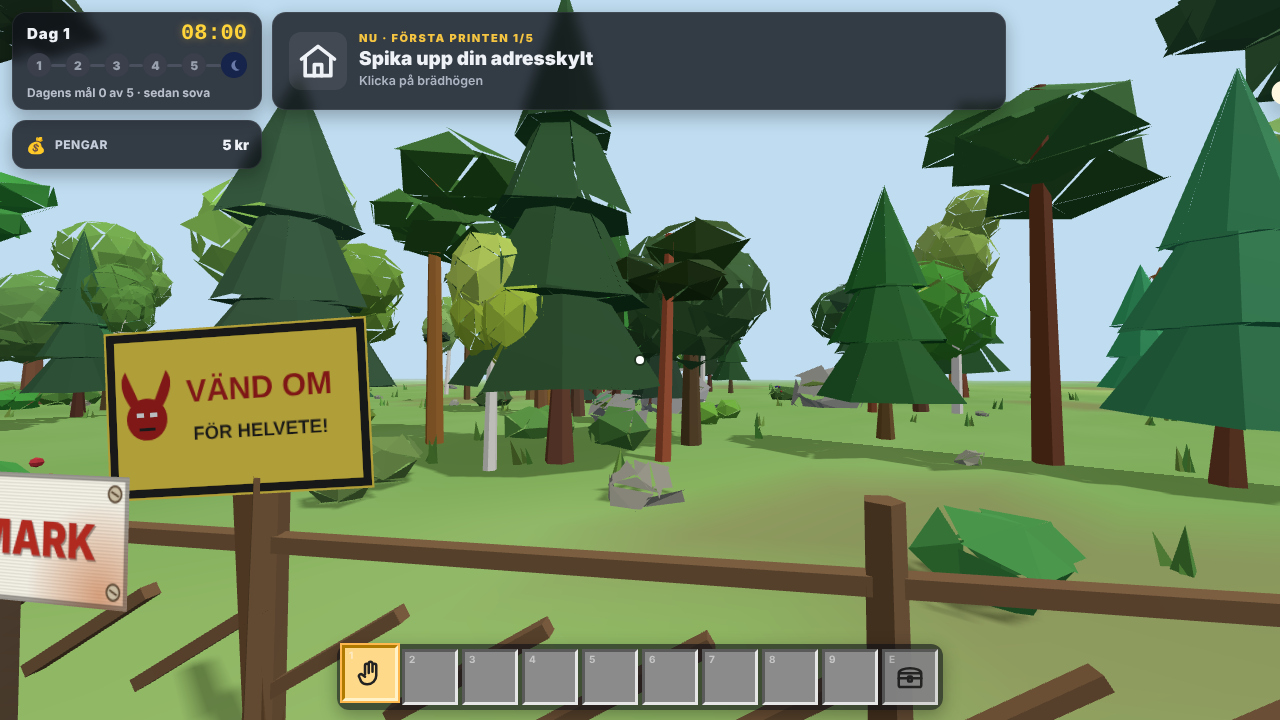 Dag 1
08:00
1 2 3 4 5
Dagens mål 0 av 5 · sedan sova
PENGAR
5 kr
NU · FÖRSTA PRINTEN 1/5
Spika upp din adresskylt
Klicka på brädhögen
VÄND OM
FÖR HELVETE!
MARK
1 2 3 4 5 6 7 8 9 E